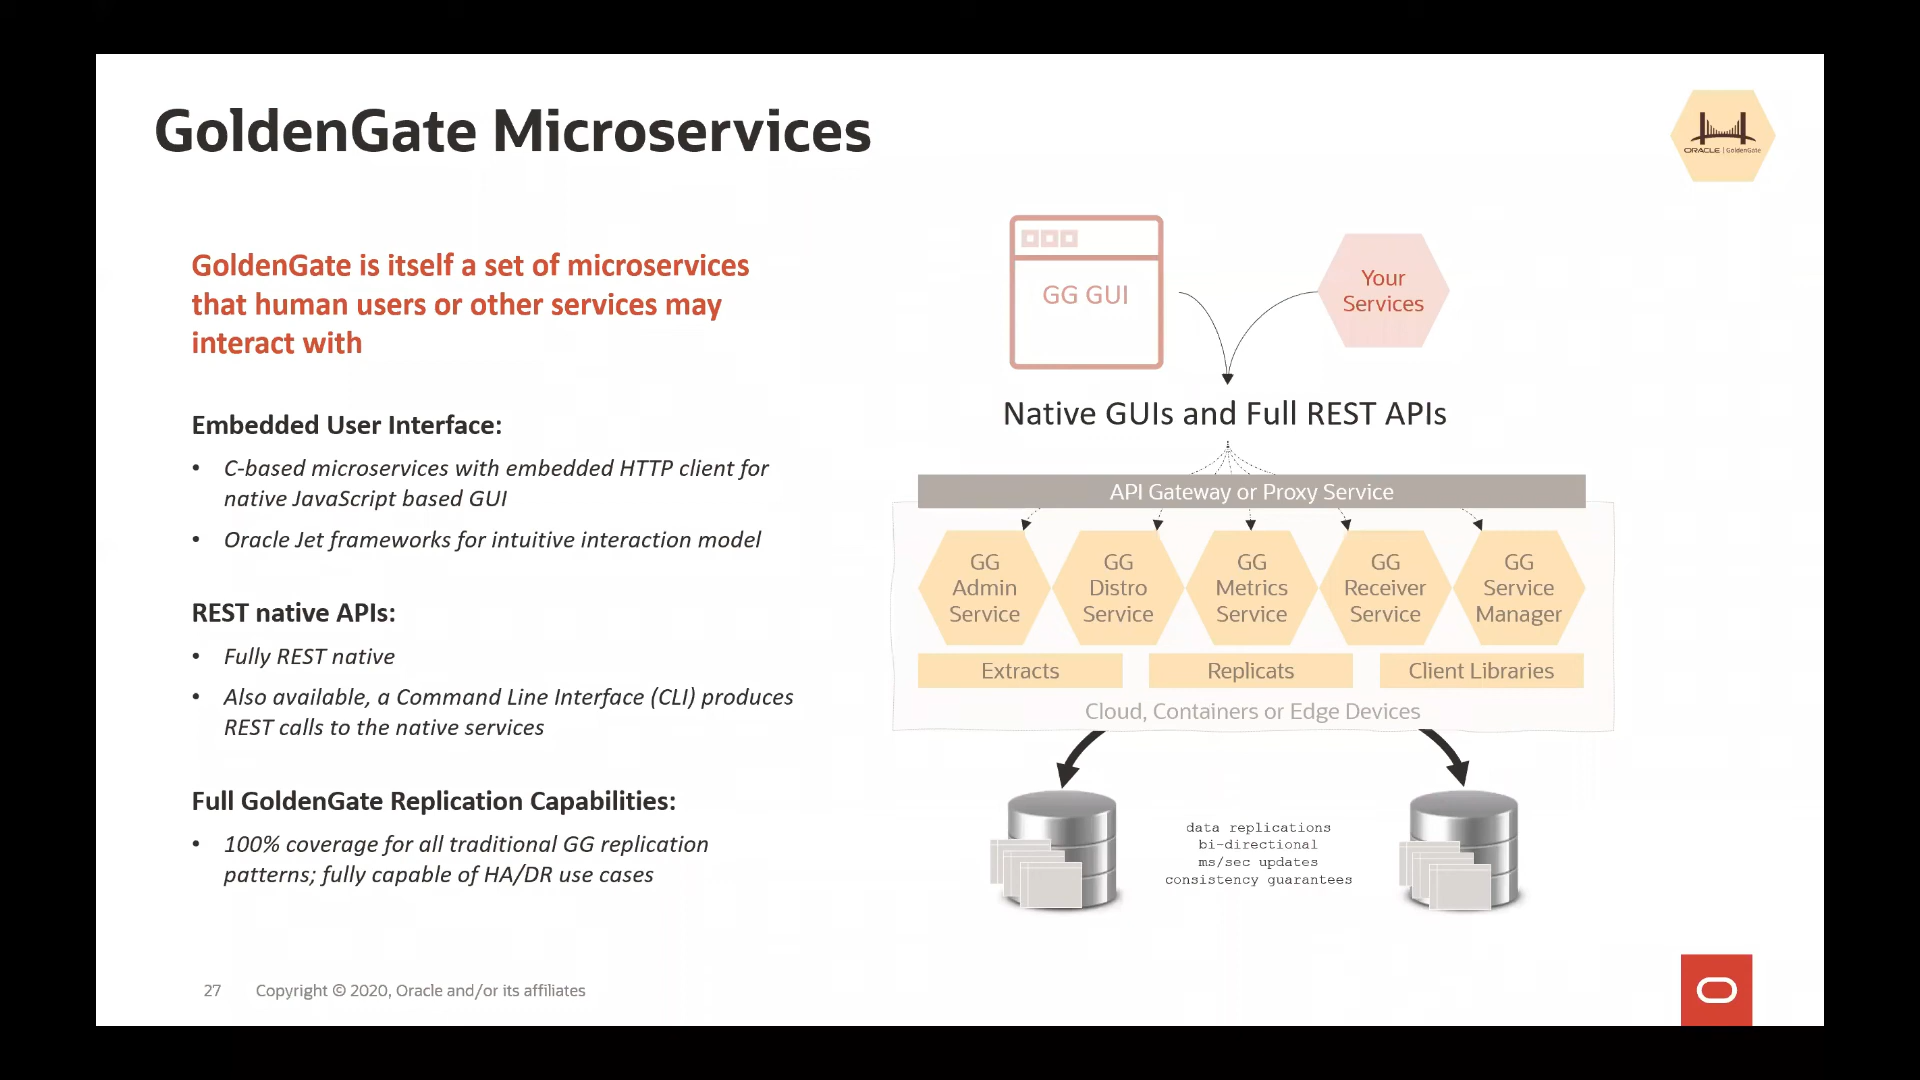 GoldenGate Microservices
ORACLE | GoldenGate
GoldenGate is itself a set of microservices
that human users or other services may
interact with
Embedded User Interface:
• C-based microservices with embedded HTTP client for
native JavaScript based GUI
• Oracle Jet frameworks for intuitive interaction model
REST native APIs:
• Fully REST native
• Also available, a Command Line Interface (CLI) produces
REST calls to the native services
Full GoldenGate Replication Capabilities:
• 100% coverage for all traditional GG replication
patterns; fully capable of HA/DR use cases
GG GUI
Your
Services
Native GUIs and Full REST APIs
API Gateway or Proxy Service
GG
Admin
Service
GG
Distro
Service
GG
Metrics
Service
GG
Receiver
Service
GG
Service
Manager
Extracts
Replicats
Client Libraries
Cloud, Containers or Edge Devices
data replications
bi-directional
ms/sec updates
consistency guarantees
27 Copyright © 2020, Oracle and/or its affiliates